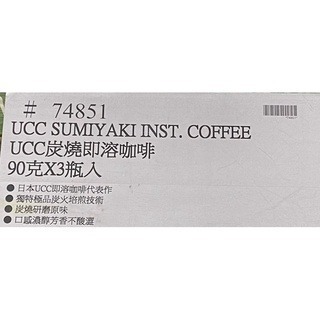 # 74851
UCC SUMIYAKI INST. COFFEE
UCC炭燒即溶咖啡
90克X3瓶入
●日本UCC即溶咖啡代表作
●獨特極品炭火培煎技術
●炭燒研磨原味
●口感濃醇芳香不酸澀